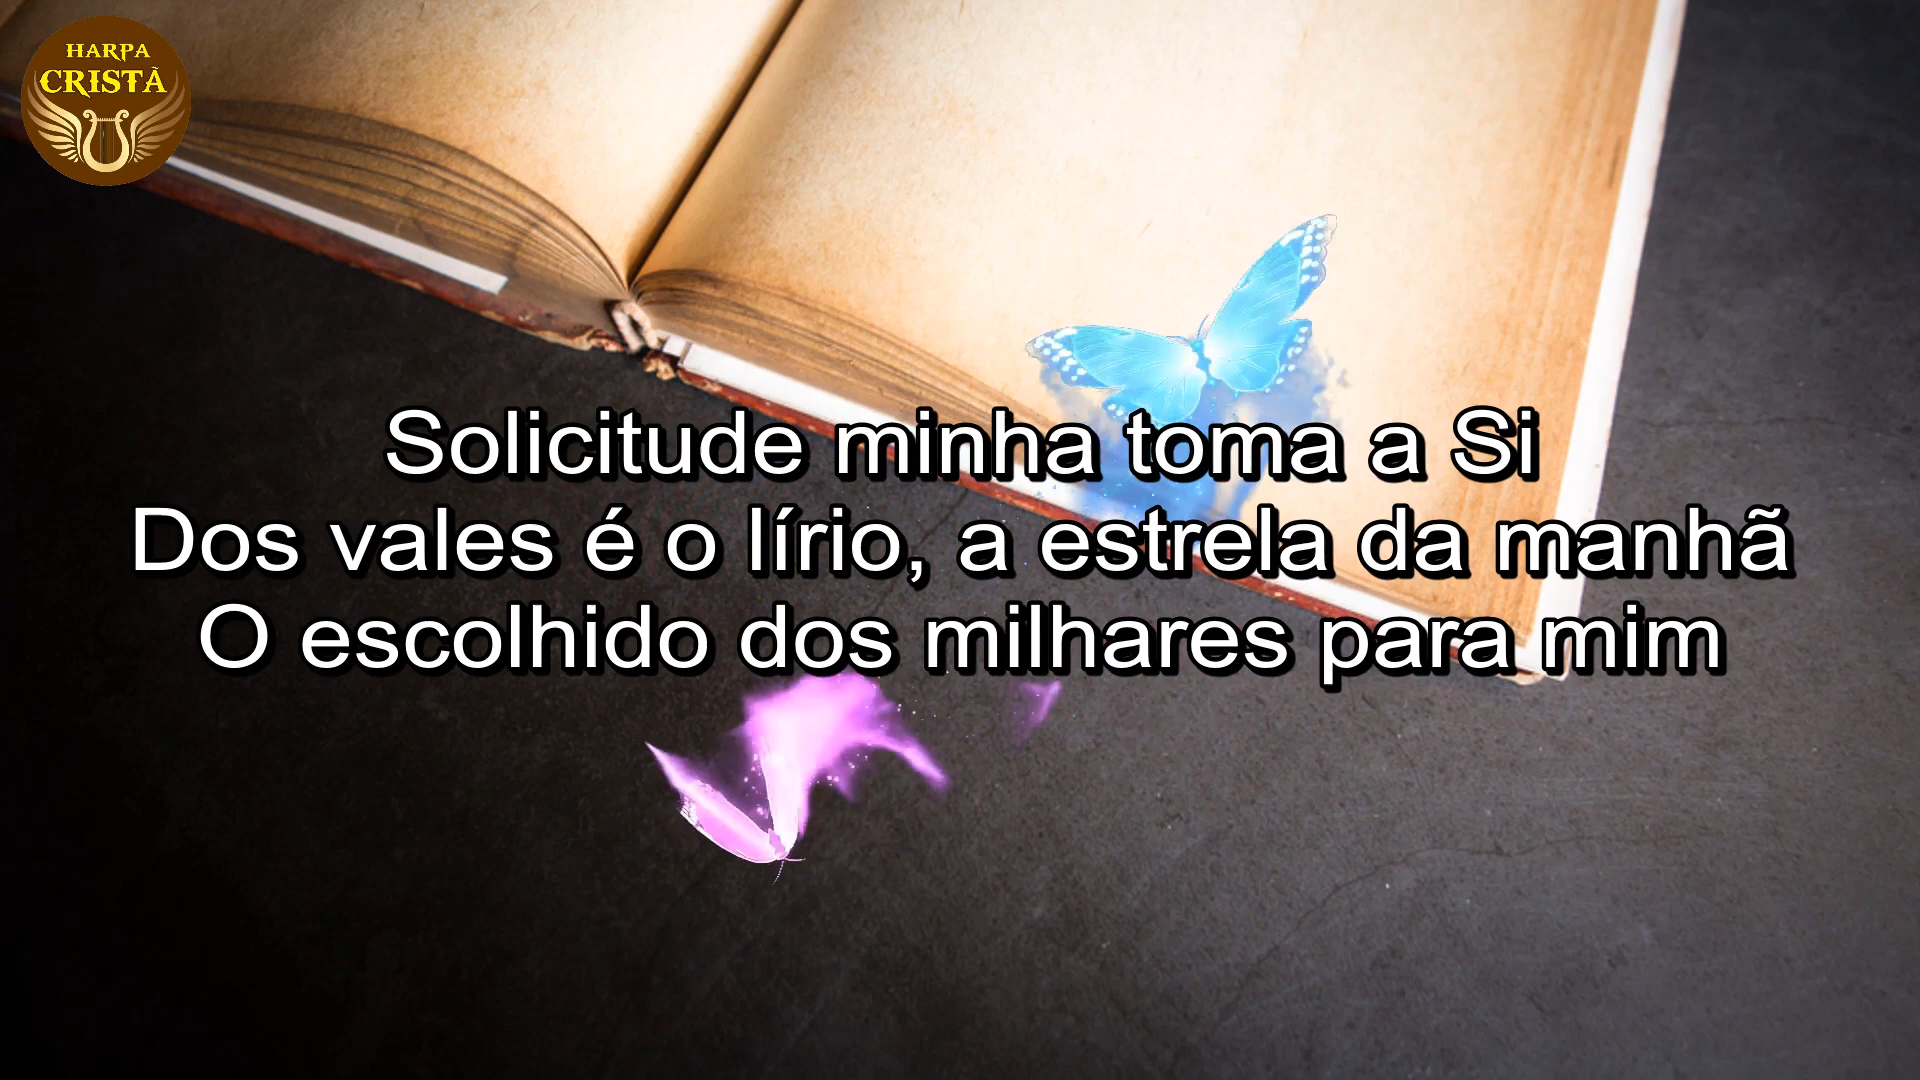 HARPA
CRISTÃ
Solicitude minha toma a Si
Dos vales é o lírio, a estrela da manhã
O escolhido dos milhares para mim